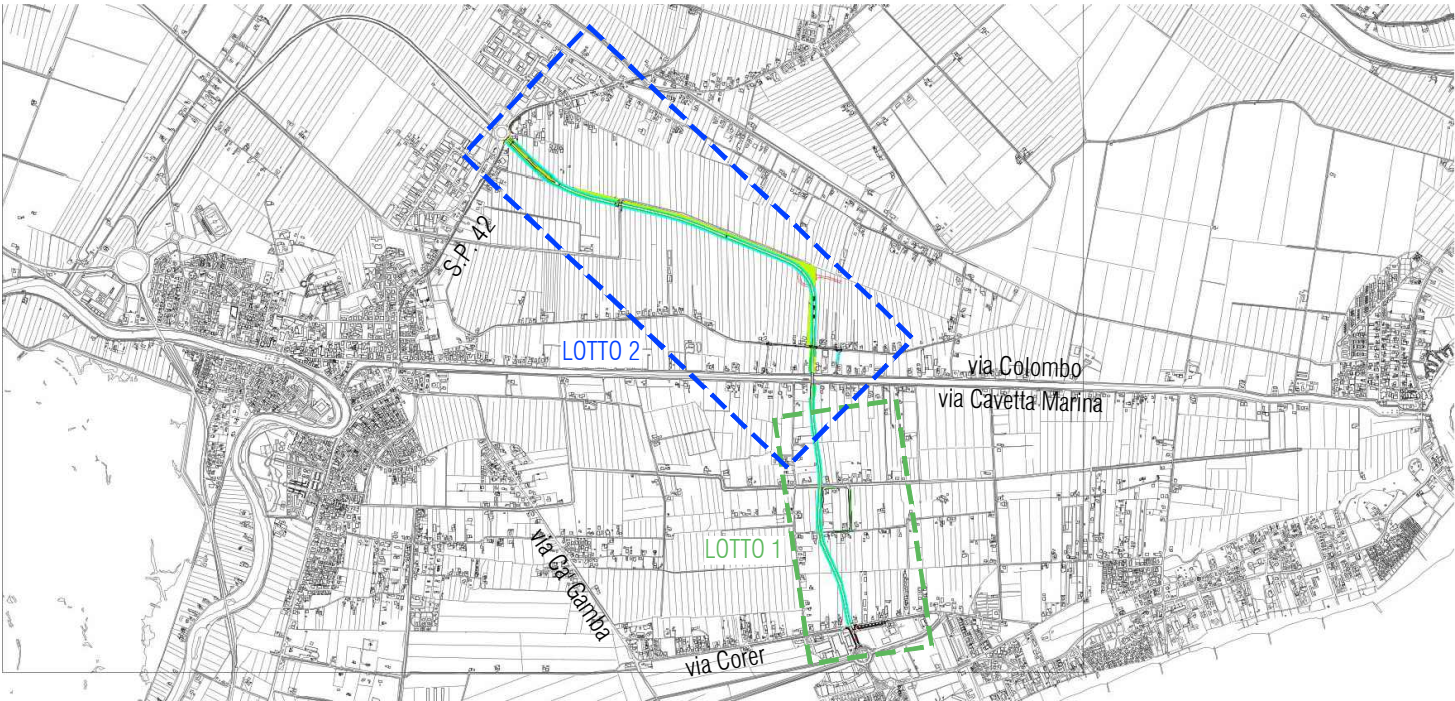 S.P. 42
LOTTO 2
via Colombo
via Cavetta Marina
LOTTO 1
via Ca' Gamba
via Corer